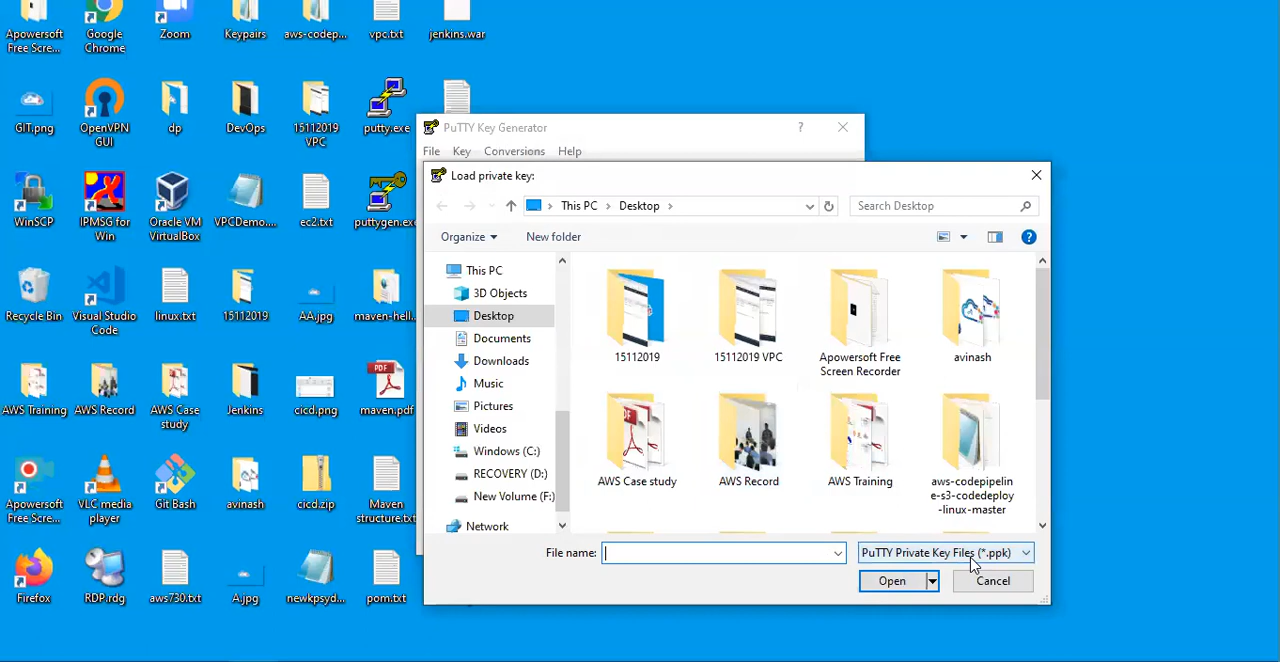 Apowersoft
Free Scre...
Google
Chrome
Zoom
Keypairs
aws-codep...
vpc.txt
jenkins.war
GIT.png
OpenVPN
GUI
dp
DevOps
15112019
VPC
putty.exe
WinSCP
IPMSG for
Win
Oracle VM
VirtualBox
VPCDemo....
ec2.txt
puttygen.exe
Recycle Bin
Visual Studio
Code
linux.txt
15112019
AA.jpg
maven-hell...
AWS Training
AWS Record
AWS Case
study
Jenkins
cicd.png
maven.pdf
Apowersoft
Free Scre...
VLC media
player
Git Bash
avinash
cicd.zip
Maven
structure.txt
Firefox
RDP.rdg
aws730.txt
A.jpg
newkpsyd...
pom.txt
PuTTY Key Generator
?
File Key Conversions Help
Load private key:
This PC > Desktop >
Search Desktop
Organize
New folder
?
This PC
3D Objects
Desktop
Documents
Downloads
Music
Pictures
Videos
Windows (C:)
RECOVERY (D:)
New Volume (F:)
Network
15112019
15112019 VPC
Apowersoft Free
Screen Recorder
avinash
PDF
AWS Case study
AWS Record
AWS Training
aws-codepipelin
e-s3-codedeploy
-linux-master
File name:
PuTTY Private Key Files (*.ppk)
Open
Cancel